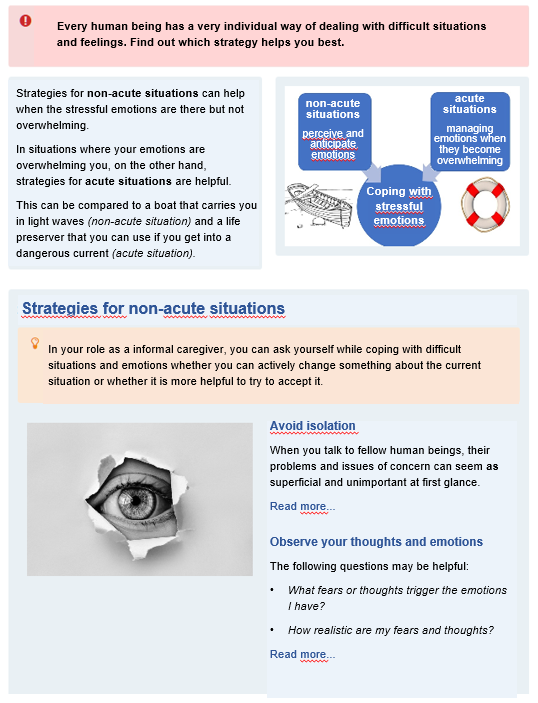 Every human being has a very individual way of dealing with difficult situations
and feelings. Find out which strategy helps you best.
Strategies for non-acute situations can help
when the stressful emotions are there but not
overwhelming.
In situations where your emotions are
overwhelming you, on the other hand,
strategies for acute situations are helpful.
This can be compared to a boat that carries you
in light waves (non-acute situation) and a life
preserver that you can use if you get into a
dangerous current (acute situation).
non-acute
situations
perceive and
anticipate
emotions
acute
situations
managing
emotions when
they become
overwhelming
Coping with
stressful
emotions
Strategies for non-acute situations
In your role as a informal caregiver, you can ask yourself while coping with difficult
situations and emotions whether you can actively change something about the current
situation or whether it is more helpful to try to accept it.
Avoid isolation
When you talk to fellow human beings, their
problems and issues of concern can seem as
superficial and unimportant at first glance.
Read more...
Observe your thoughts and emotions
The following questions may be helpful:
• What fears or thoughts trigger the emotions
I have?
• How realistic are my fears and thoughts?
Read more...